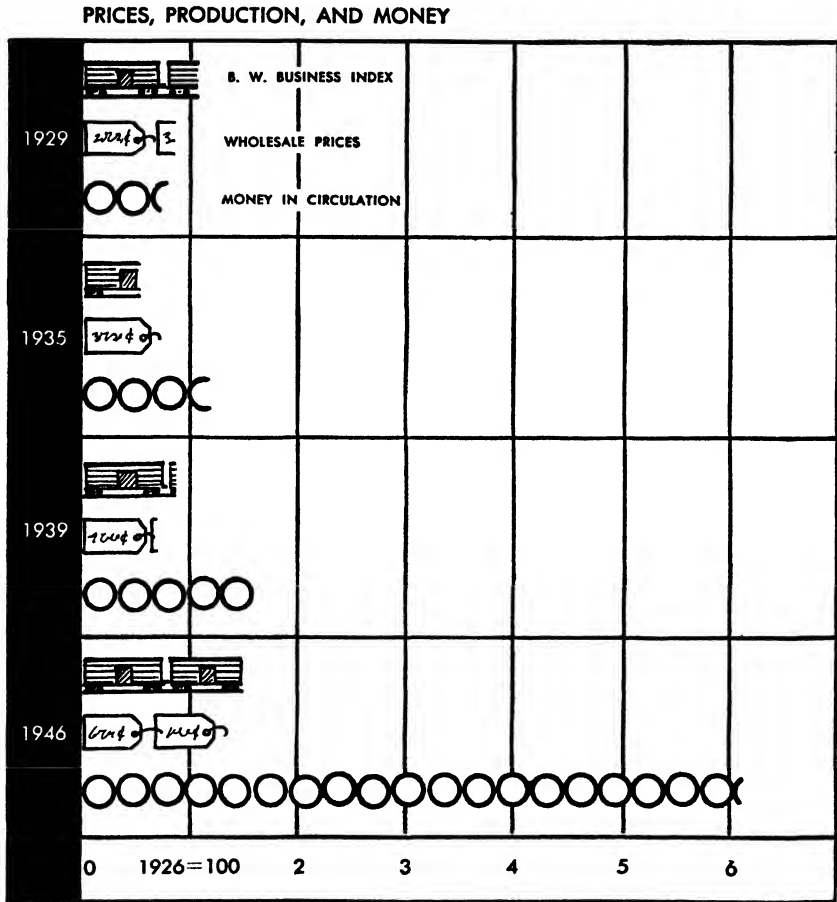 PRICES, PRODUCTION, AND MONEY
B. W. BUSINESS INDEX
1929
WHOLESALE PRICES
MONEY IN CIRCULATION
1935
1939
1946
0 1926=100 2 3 4 5 6